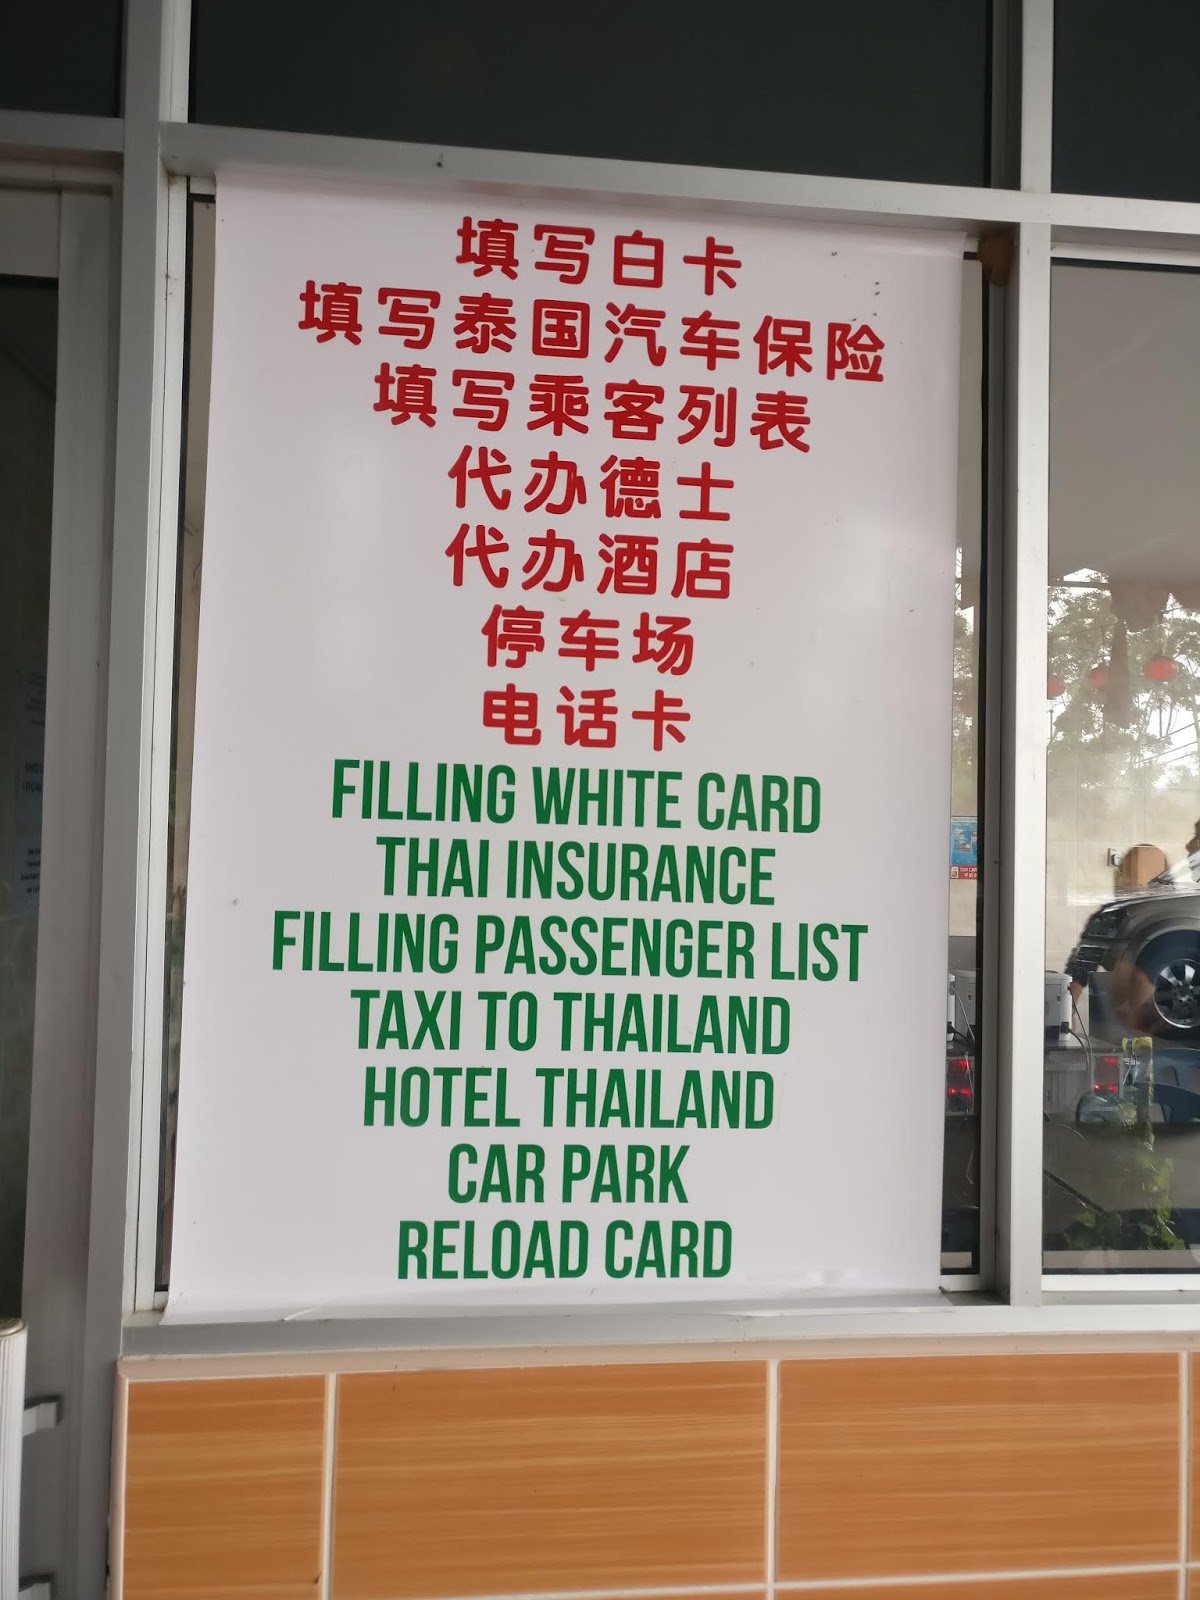 填写白卡
填写泰国汽车保险
填写乘客列表
代办德士
代办酒店
停车场
电话卡
FILLING WHITE CARD
THAI INSURANCE
FILLING PASSENGER LIST
TAXI TO THAILAND
HOTEL THAILAND
CAR PARK
RELOAD CARD